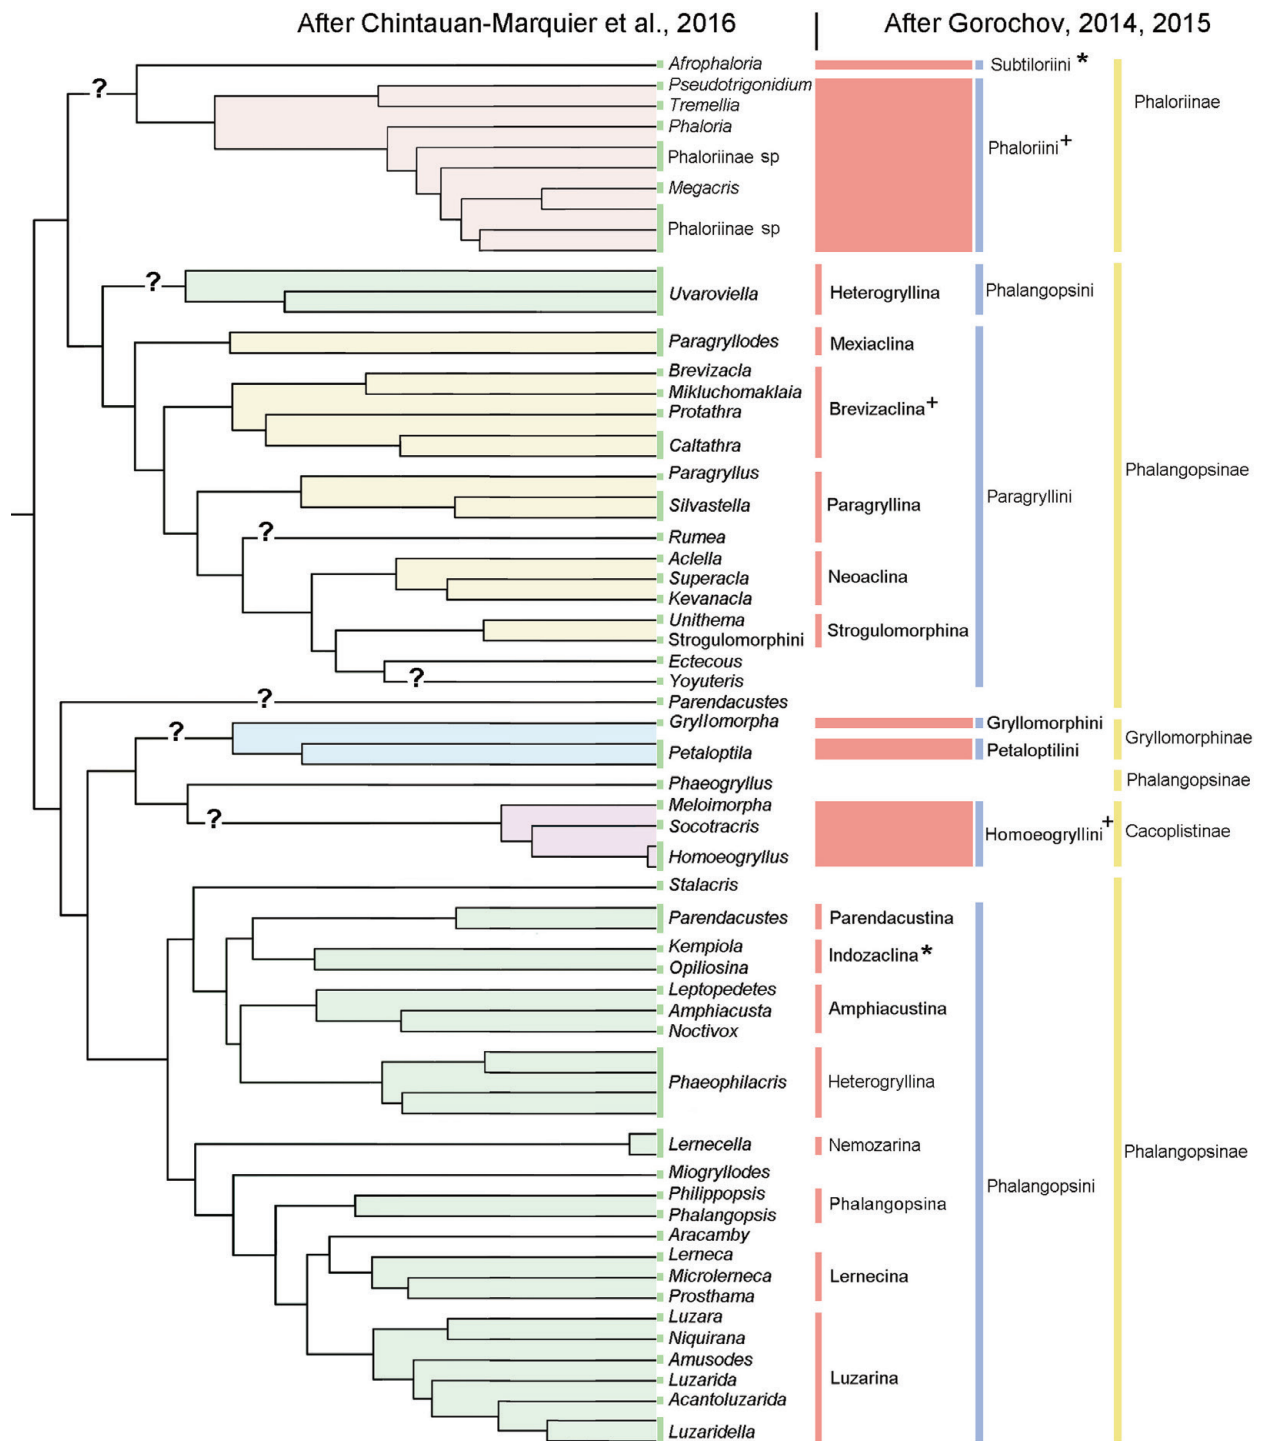 After Chintauan-Marquier et al., 2016
After Gorochov, 2014, 2015
Afrophaloria
Subtiloriini *
Phaloriinae
?
Pseudotrigonidium
Tremellia
Phaloria
Phaloriini +
Phaloriinae sp
Megacris
Phaloriinae sp
?
Uvaroviella
Heterogryllina
Phalangopsini
Paragryllodes
Mexiaclina
Brevizacla
Mikluchomaklaia
Brevizaclina +
Protathra
Caltathra
Phalangopsinae
Paragryllus
Paragryllini
Silvastella
Paragryllina
?
Rumea
Aclella
Superacla
Neoaclina
Kevanacla
Unithema
Strogulomorphina
Strogulomorphini
Ectecous
?
Yoyuteris
?
Parendacustes
Gryllomorpha
Gryllomorphini
Gryllomorphinae
?
Petaloptila
Petaloptilini
Phaeogryllus
Phalangopsinae
Meloimorpha
?
Socotracris
Homoeogryllini +
Cacoplistinae
Homoeogryllus
Stalacris
Parendacustes
Parendacustina
Kempiola
Indozaclina *
Opiliosina
Leptopedetes
Amphiacusta
Amphiacustina
Noctivox
Phaeophilacris
Heterogryllina
Lernecella
Nemozarina
Phalangopsinae
Miogryllodes
Phalangopsini
Philippopsis
Phalangopsina
Phalangopsis
Aracamby
Lerneca
Microlerneca
Lernecina
Prosthama
Luzara
Niquirana
Amusodes
Luzarida
Luzarina
Acantoluzarida
Luzaridella